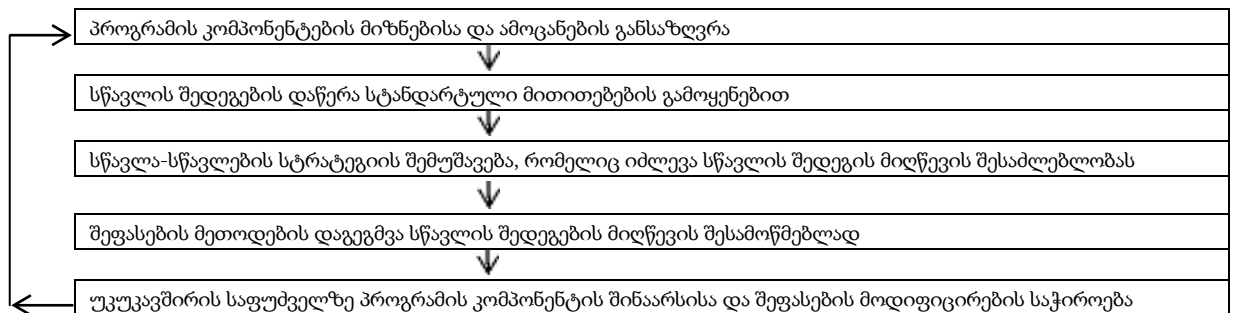 პროგრამის კომპონენტების მიზნებისა და ამოცანების განსაზღვრა
სწავლის შედეგების დაწერა სტანდარტული მითითებების გამოყენებით
სწავლა-სწავლების სტრატეგიის შემუშავება, რომელიც იძლევა სწავლის შედეგის მიღწევის შესაძლებლობას
შეფასების მეთოდების დაგეგმვა სწავლის შედეგების მიღწევის შესამოწმებლად
უკუკავშირის საფუძველზე პროგრამის კომპონენტის შინაარსისა და შეფასების მოდიფიცირების საჭიროება